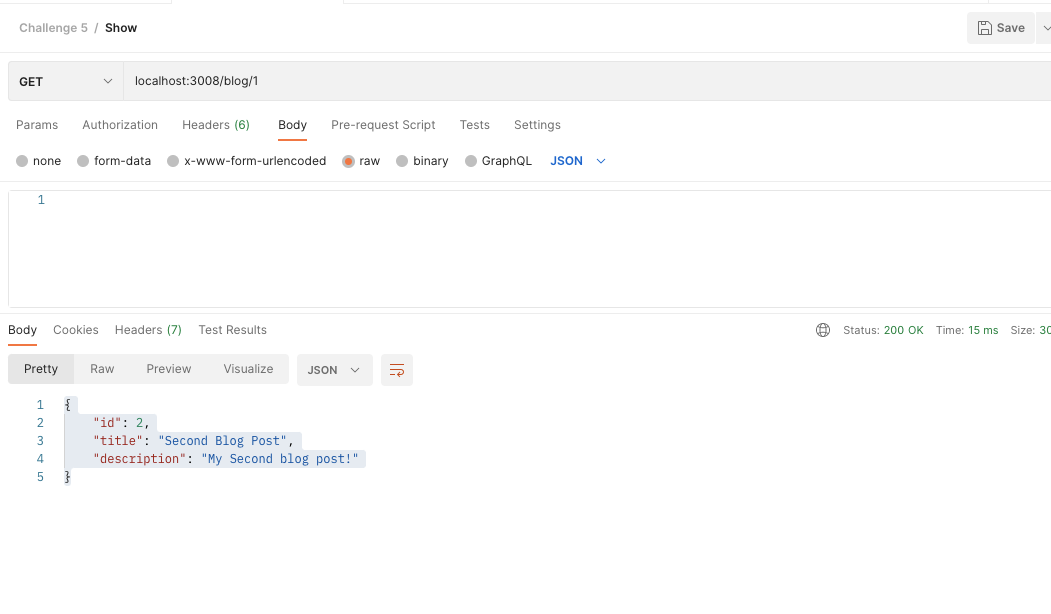 Challenge 5 / Show
Save
GET localhost:3008/blog/1
Params Authorization Headers (6) Body Pre-request Script Tests Settings
none form-data x-www-form-urlencoded raw binary GraphQL JSON
1
Body Cookies Headers (7) Test Results Status: 200 OK Time: 15 ms Size: 30
Pretty Raw Preview Visualize JSON
1 {
2 "id": 2,
3 "title": "Second Blog Post",
4 "description": "My Second blog post!"
5 }